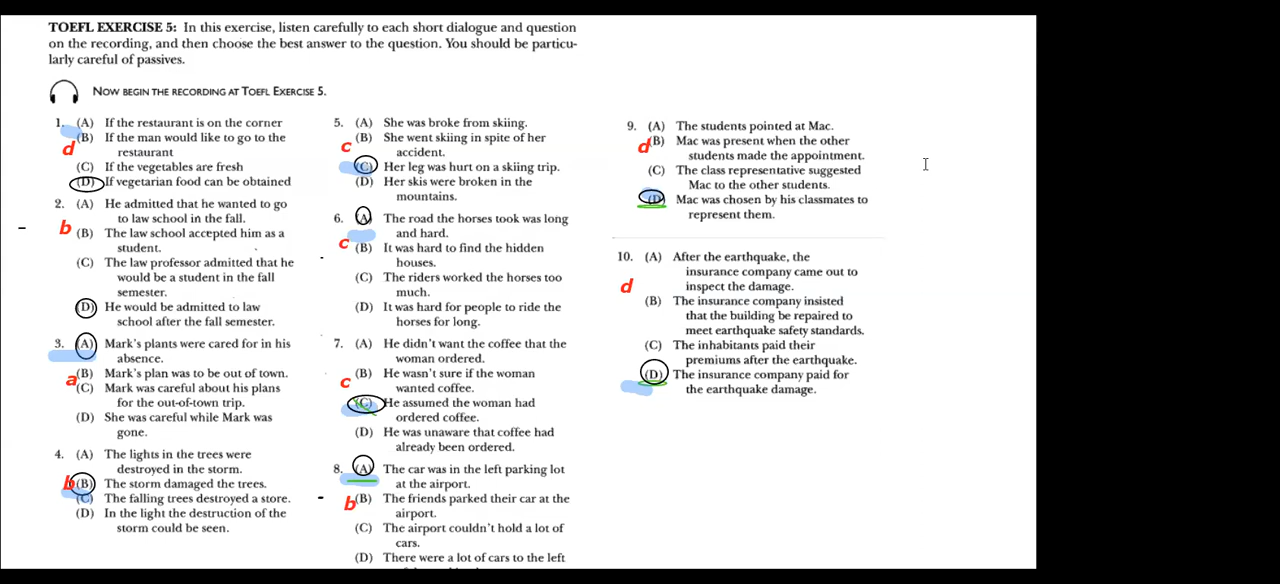 TOEFL EXERCISE 5: In this exercise, listen carefully to each short dialogue and question
on the recording, and then choose the best answer to the question. You should be particu-
larly careful of passives.
NOW BEGIN THE RECORDING AT TOEFL EXERCISE 5.
1. (A) If the restaurant is on the corner
(B) If the man would like to go to the
restaurant
d
(C) If the vegetables are fresh
(D) If vegetarian food can be obtained
2. (A) He admitted that he wanted to go
to law school in the fall.
b
(B) The law school accepted him as a
student.
(C) The law professor admitted that he
would be a student in the fall
semester.
(D) He would be admitted to law
school after the fall semester.
3. (A) Mark's plants were cared for in his
absence.
(B) Mark's plan was to be out of town.
a
(C) Mark was careful about his plans
for the out-of-town trip.
(D) She was careful while Mark was
gone.
4. (A) The lights in the trees were
destroyed in the storm.
b (B) The storm damaged the trees.
(C) The falling trees destroyed a store.
(D) In the light the destruction of the
storm could be seen.
5. (A) She was broke from skiing.
(B) She went skiing in spite of her
accident.
c
(C) Her leg was hurt on a skiing trip.
(D) Her skis were broken in the
mountains.
6. (A) The road the horses took was long
and hard.
c (B) It was hard to find the hidden
houses.
(C) The riders worked the horses too
much.
(D) It was hard for people to ride the
horses for long.
7. (A) He didn't want the coffee that the
woman ordered.
(B) He wasn't sure if the woman
wanted coffee.
c
(C) He assumed the woman had
ordered coffee.
(D) He was unaware that coffee had
already been ordered.
8. (A) The car was in the left parking lot
at the airport.
b (B) The friends parked their car at the
airport.
(C) The airport couldn't hold a lot of
cars.
(D) There were a lot of cars to the left
9. (A) The students pointed at Mac.
d (B) Mac was present when the other
students made the appointment.
(C) The class representative suggested
Mac to the other students.
(D) Mac was chosen by his classmates to
represent them.
10. (A) After the earthquake, the
insurance company came out to
inspect the damage.
d
(B) The insurance company insisted
that the building be repaired to
meet earthquake safety standards.
(C) The inhabitants paid their
premiums after the earthquake.
(D) The insurance company paid for
the earthquake damage.